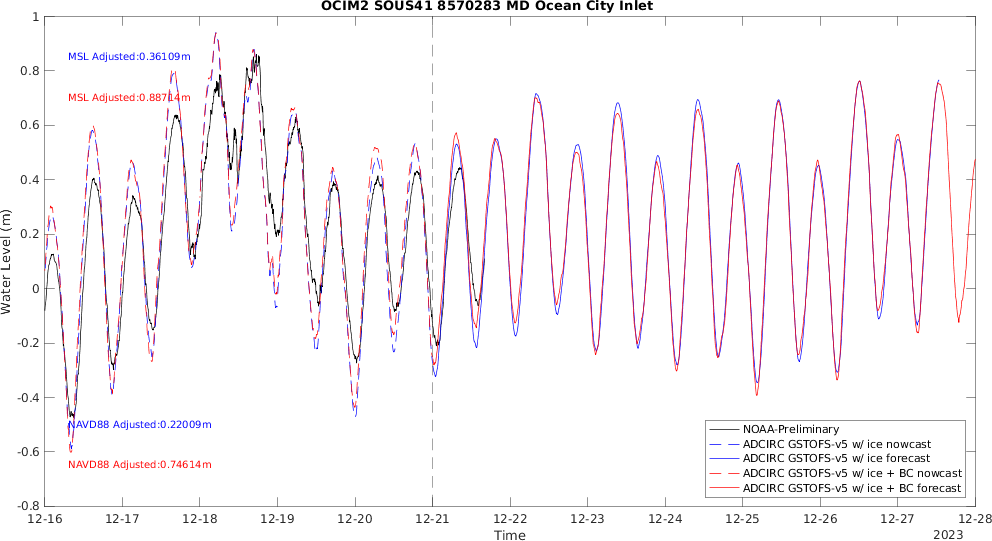 OCIM2 SOUS41 8570283 MD Ocean City Inlet
Water Level (m)
1
0.8
0.6
0.4
0.2
0
-0.2
-0.4
-0.6
-0.8
MSL Adjusted:0.36109m
MSL Adjusted:0.88714m
NAVD88 Adjusted:0.22009m
NAVD88 Adjusted:0.74614m
NOAA-Preliminary
ADCIRC GSTOFS-v5 w/ ice nowcast
ADCIRC GSTOFS-v5 w/ ice forecast
ADCIRC GSTOFS-v5 w/ ice + BC nowcast
ADCIRC GSTOFS-v5 w/ ice + BC forecast
12-16 12-17 12-18 12-19 12-20 12-21 12-22 12-23 12-24 12-25 12-26 12-27 12-28
Time
2023